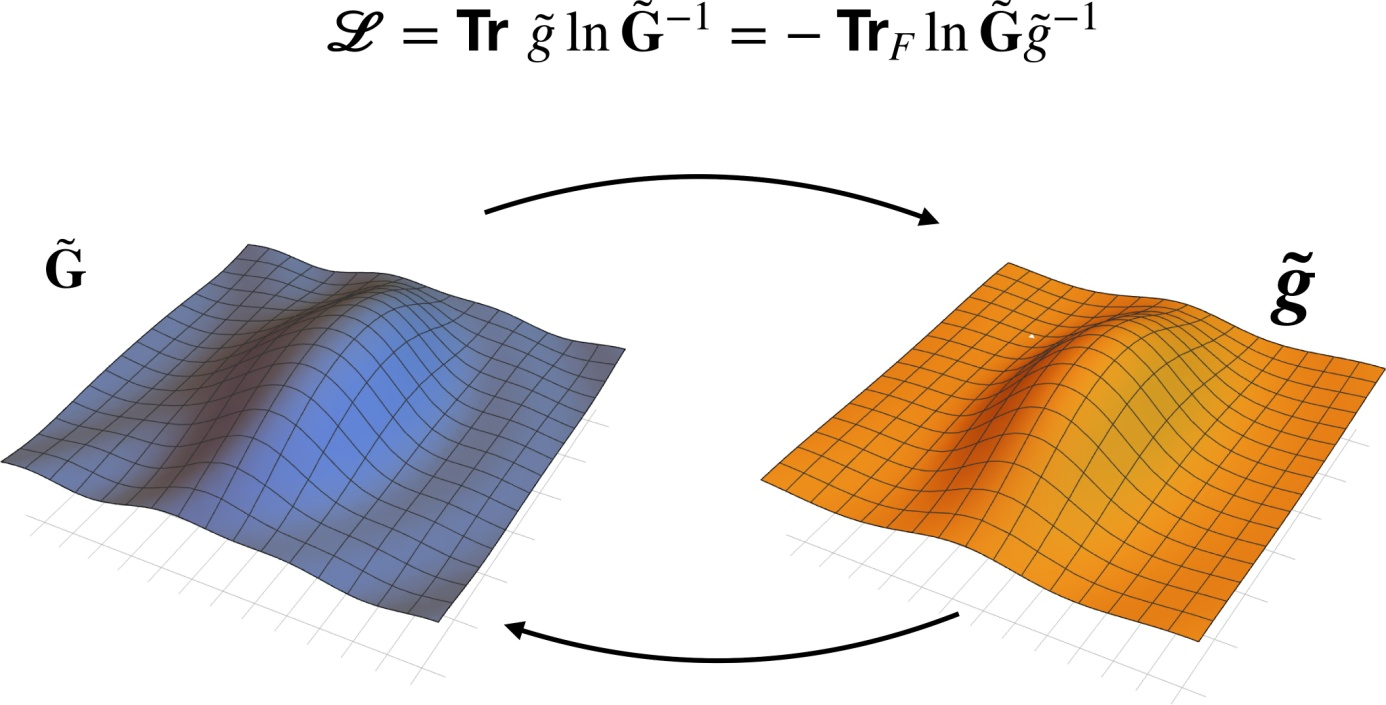 ℒ = Tr g̃ ln G̃⁻¹ = − Tr_F ln G̃g̃⁻¹
G̃
g̃